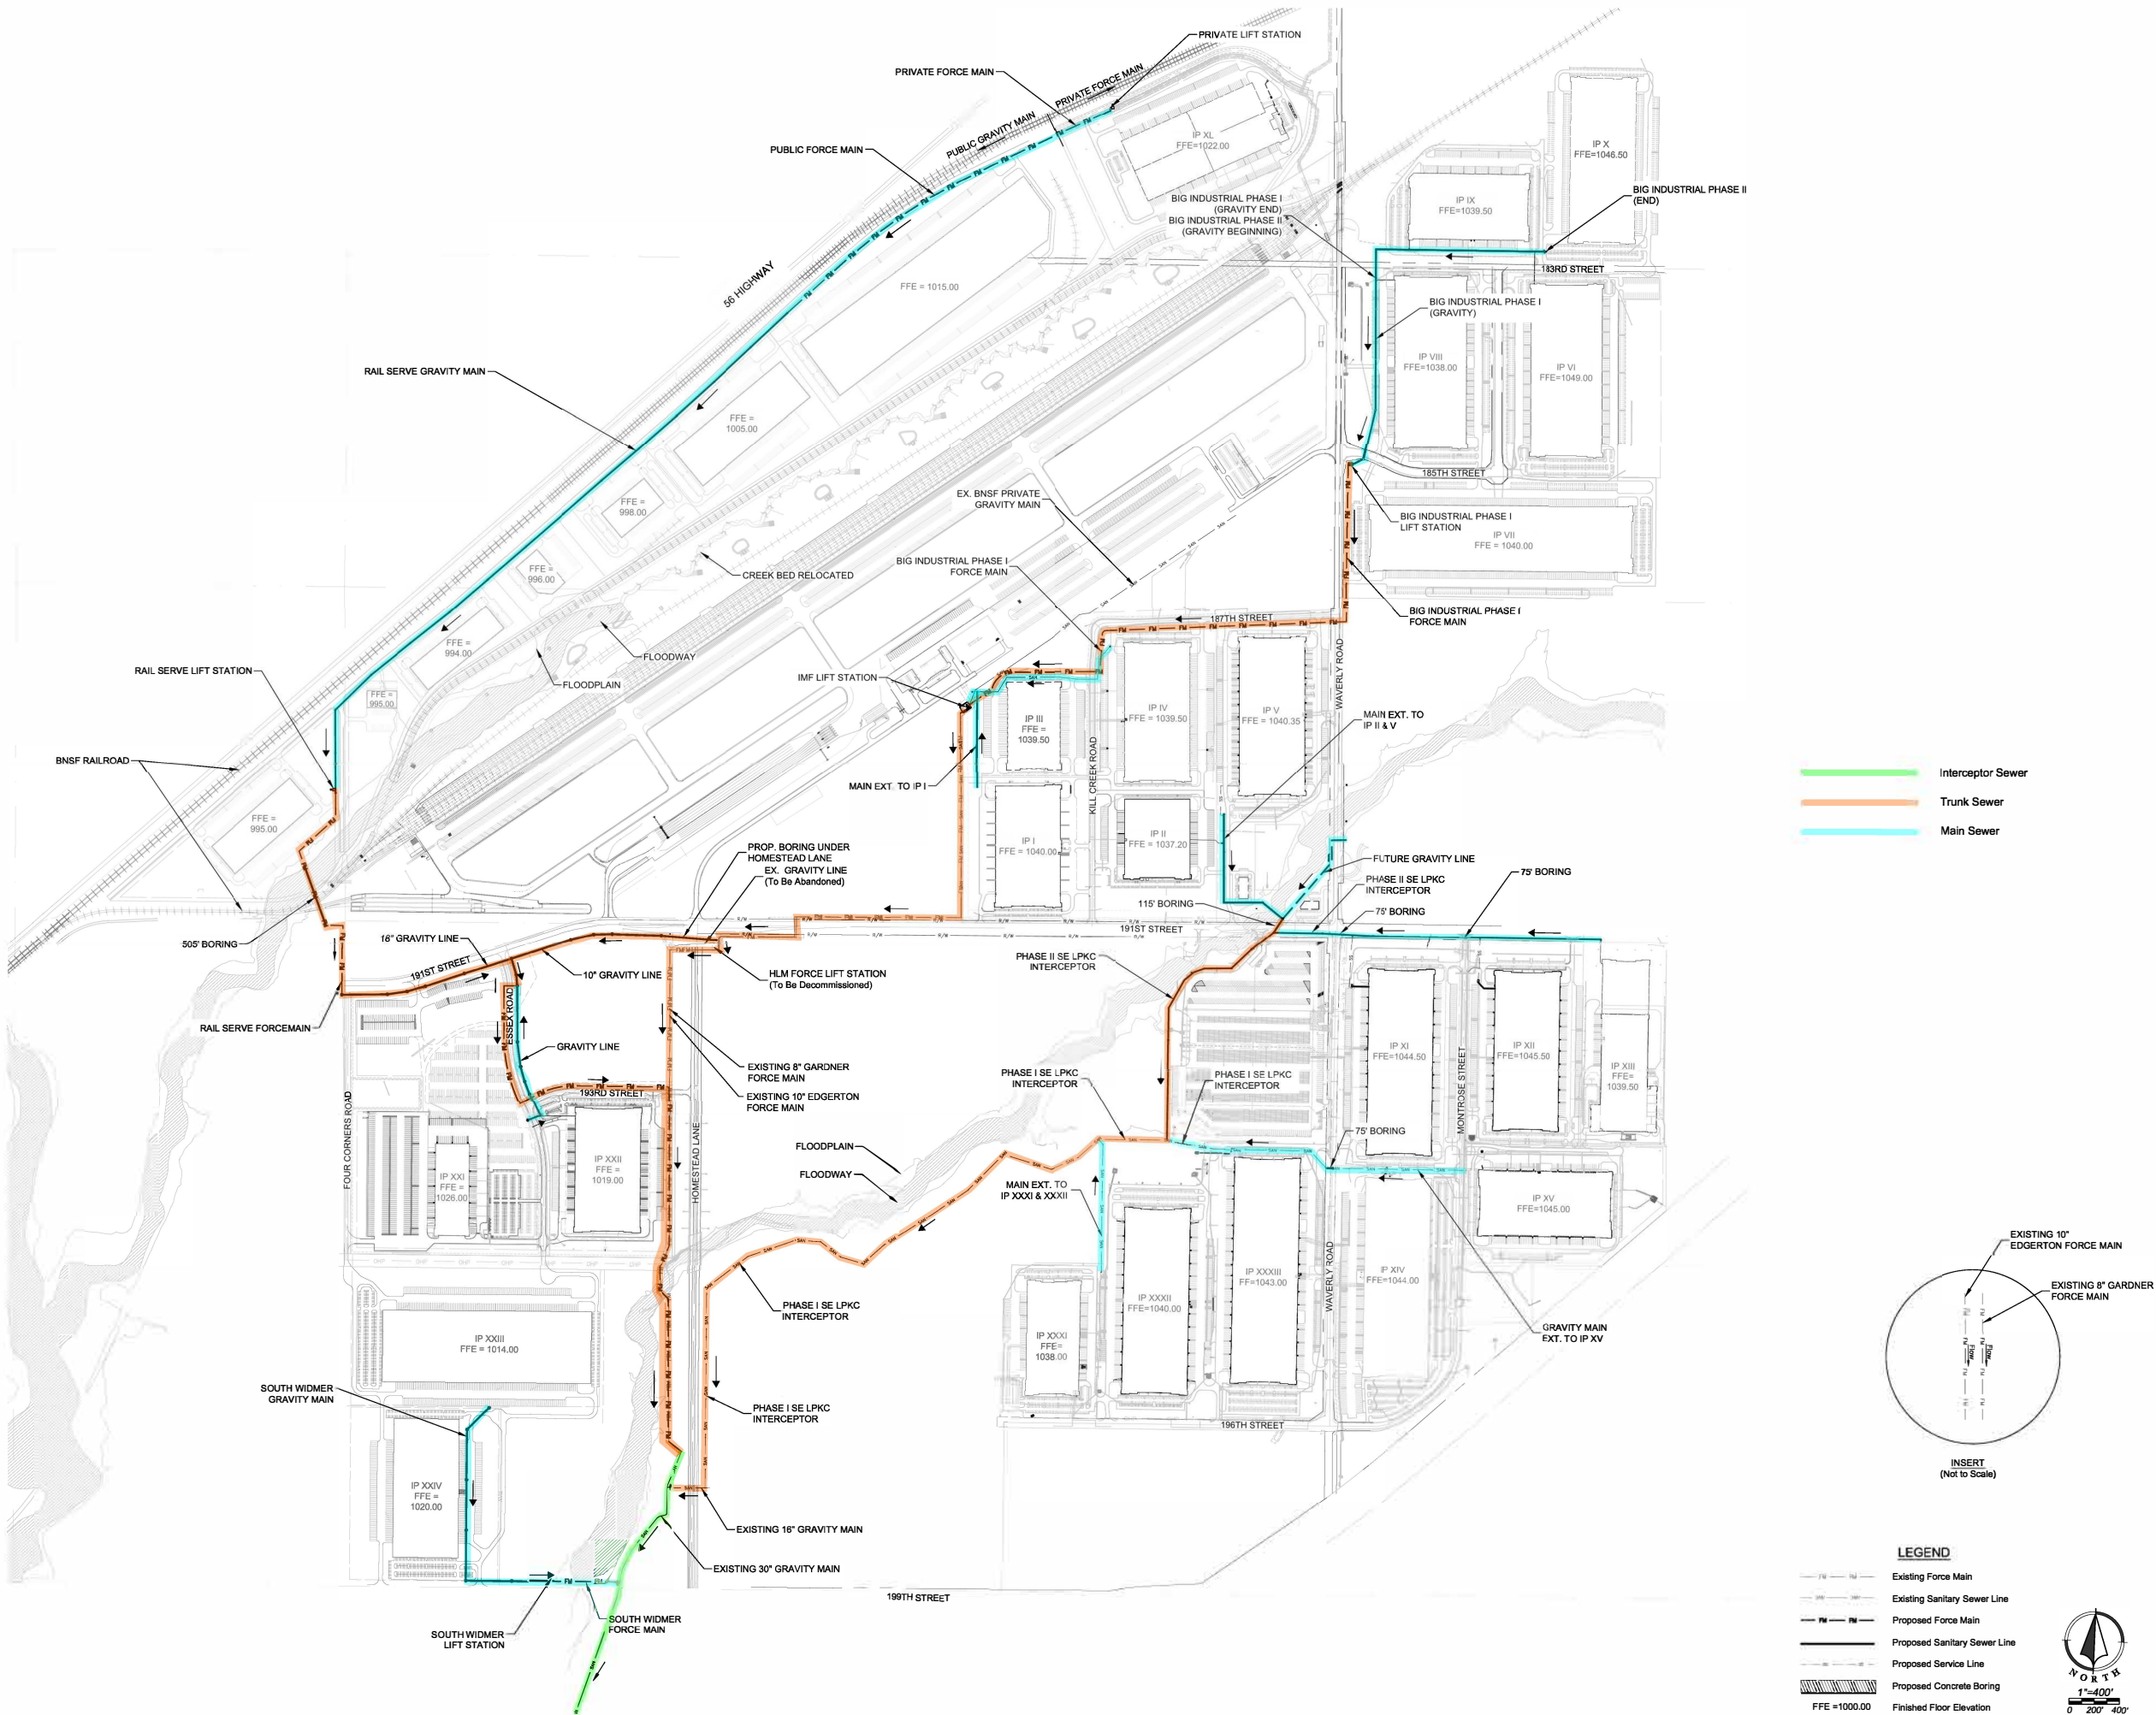 PRIVATE LIFT STATION
PRIVATE FORCE MAIN
PRIVATE FORCE MAIN
PUBLIC GRAVITY MAIN
PUBLIC FORCE MAIN
IP XL
FFE=1022.00
IP X
FFE=1046.50
IP IX
FFE=1039.50
BIG INDUSTRIAL PHASE II
(END)
BIG INDUSTRIAL PHASE I
(GRAVITY END)
BIG INDUSTRIAL PHASE II
(GRAVITY BEGINNING)
183RD STREET
56 HIGHWAY
FFE = 1015.00
BIG INDUSTRIAL PHASE I
(GRAVITY)
IP VIII
FFE=1038.00
IP VI
FFE=1049.00
RAIL SERVE GRAVITY MAIN
FFE =
1005.00
185TH STREET
EX. BNSF PRIVATE
GRAVITY MAIN
FFE =
998.00
BIG INDUSTRIAL PHASE I
LIFT STATION
IP VII
FFE = 1040.00
BIG INDUSTRIAL PHASE I
FORCE MAIN
FFE =
996.00
CREEK BED RELOCATED
BIG INDUSTRIAL PHASE I
FORCE MAIN
187TH STREET
FFE =
994.00
FLOODWAY
WAVERLY ROAD
RAIL SERVE LIFT STATION
FLOODPLAIN
IMF LIFT STATION
FFE =
995.00
IP III
FFE =
1039.50
IP IV
FFE = 1039.50
IP V
FFE = 1040.35
MAIN EXT. TO
IP II & V
KILL CREEK ROAD
BNSF RAILROAD
MAIN EXT. TO IP I
Interceptor Sewer
Trunk Sewer
Main Sewer
FFE =
995.00
IP I
FFE = 1040.00
IP II
FFE = 1037.20
PROP. BORING UNDER
HOMESTEAD LANE
EX. GRAVITY LINE
(To Be Abandoned)
FUTURE GRAVITY LINE
PHASE II SE LPKC
INTERCEPTOR
75' BORING
115' BORING
75' BORING
191ST STREET
505' BORING
16" GRAVITY LINE
191ST STREET
10" GRAVITY LINE
HLM FORCE LIFT STATION
(To Be Decommissioned)
PHASE II SE LPKC
INTERCEPTOR
RAIL SERVE FORCEMAIN
ESSEX ROAD
GRAVITY LINE
EXISTING 8" GARDNER
FORCE MAIN
EXISTING 10" EDGERTON
FORCE MAIN
193RD STREET
PHASE I SE LPKC
INTERCEPTOR
PHASE I SE LPKC
INTERCEPTOR
IP XI
FFE=1044.50
IP XII
FFE=1045.50
IP XIII
FFE=
1039.50
MONTROSE STREET
FOUR CORNERS ROAD
HOMESTEAD LANE
FLOODPLAIN
75' BORING
IP XXII
FFE =
1019.00
IP XXI
FFE =
1026.00
FLOODWAY
MAIN EXT. TO
IP XXXI & XXXII
IP XV
FFE=1045.00
WAVERLY ROAD
IP XXXIII
FF=1043.00
IP XIV
FFE=1044.00
EXISTING 10"
EDGERTON FORCE MAIN
EXISTING 8" GARDNER
FORCE MAIN
PHASE I SE LPKC
INTERCEPTOR
IP XXXII
FFE=1040.00
IP XXXI
FFE=
1038.00
GRAVITY MAIN
EXT. TO IP XV
IP XXIII
FFE = 1014.00
Flow
Flow
SOUTH WIDMER
GRAVITY MAIN
PHASE I SE LPKC
INTERCEPTOR
196TH STREET
INSERT
(Not to Scale)
IP XXIV
FFE =
1020.00
EXISTING 16" GRAVITY MAIN
EXISTING 30" GRAVITY MAIN
199TH STREET
SOUTH WIDMER
FORCE MAIN
SOUTH WIDMER
LIFT STATION
LEGEND
Existing Force Main
Existing Sanitary Sewer Line
Proposed Force Main
Proposed Sanitary Sewer Line
Proposed Service Line
Proposed Concrete Boring
FFE =1000.00 Finished Floor Elevation
NORTH
1"=400'
0 200' 400'